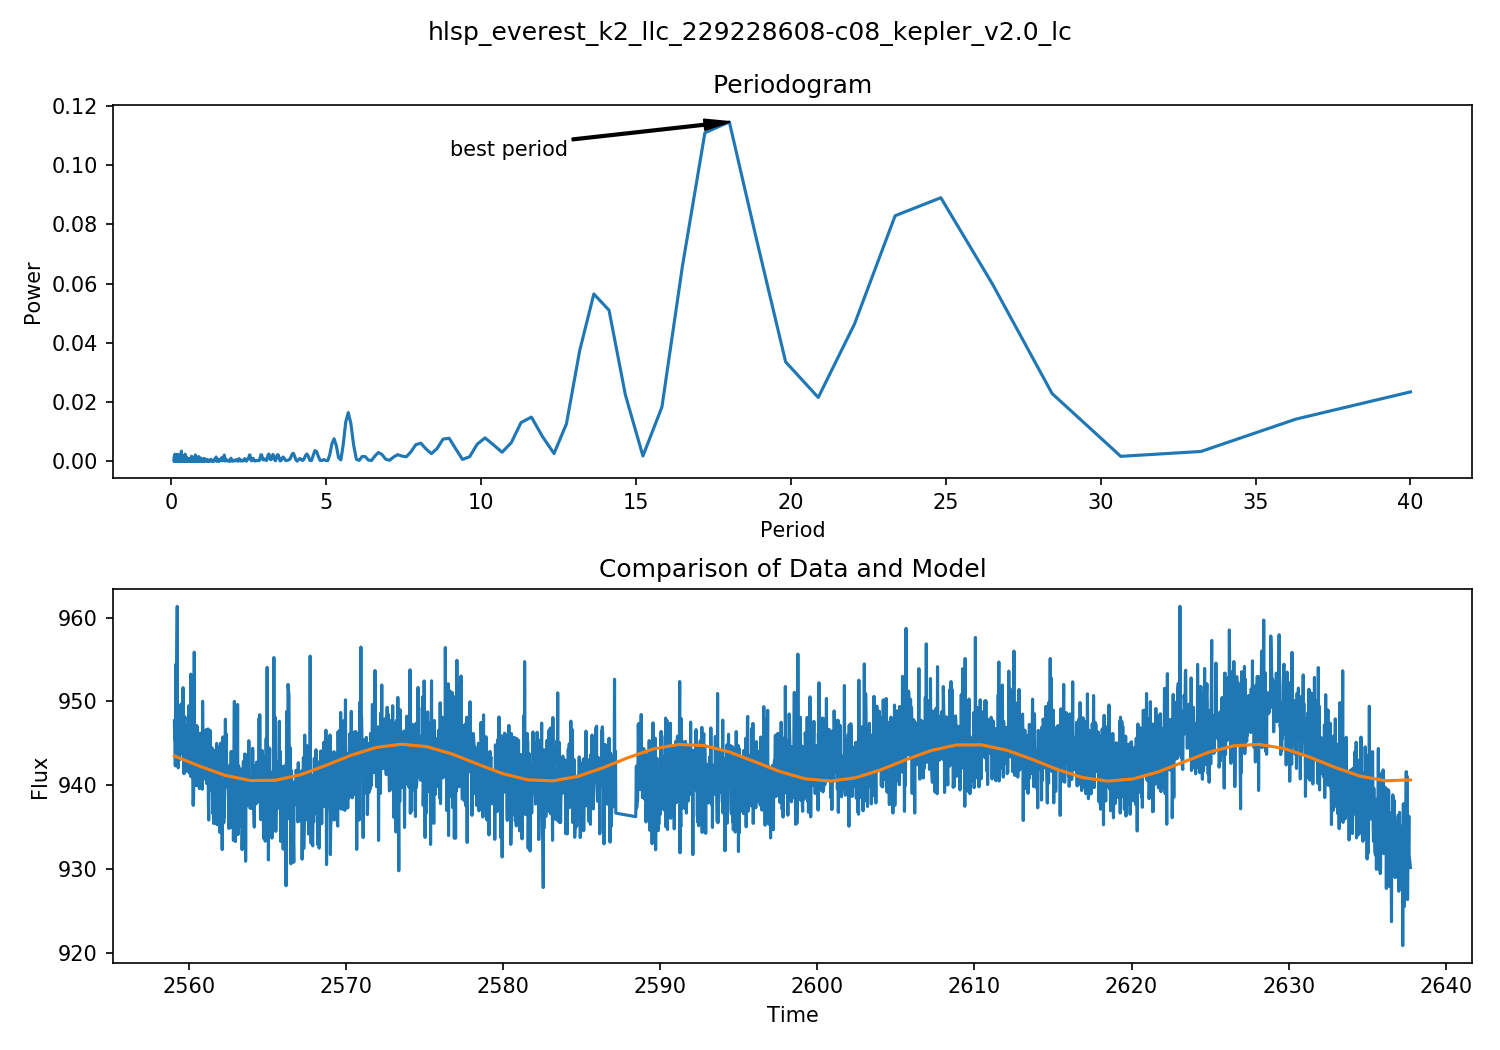 hlsp_everest_k2_llc_229228608-c08_kepler_v2.0_lc
Periodogram
0.12
0.10
0.08
0.06
0.04
0.02
0.00
Power
best period
0 5 10 15 20 25 30 35 40
Period
Comparison of Data and Model
960
950
940
930
920
Flux
2560 2570 2580 2590 2600 2610 2620 2630 2640
Time